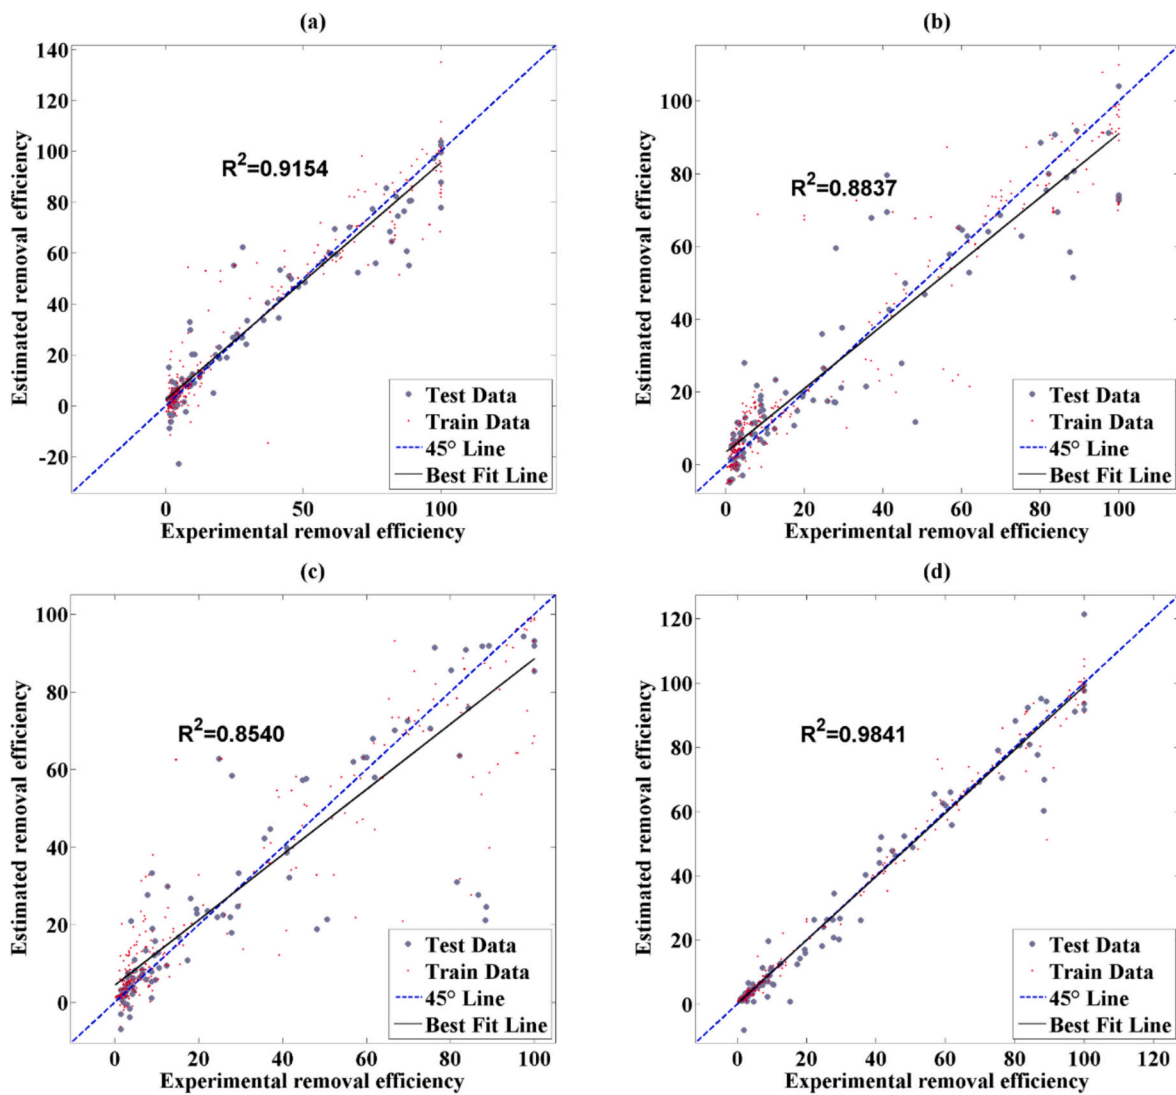 (a)
140
120
100
80
60
40
20
0
-20
Estimated removal efficiency
R²=0.9154
Test Data
Train Data
45° Line
Best Fit Line
0 50 100
Experimental removal efficiency
(b)
100
80
60
40
20
0
Estimated removal efficiency
R²=0.8837
Test Data
Train Data
45° Line
Best Fit Line
0 20 40 60 80 100
Experimental removal efficiency
(c)
100
80
60
40
20
0
Estimated removal efficiency
R²=0.8540
Test Data
Train Data
45° Line
Best Fit Line
0 20 40 60 80 100
Experimental removal efficiency
(d)
120
100
80
60
40
20
0
Estimated removal efficiency
R²=0.9841
Test Data
Train Data
45° Line
Best Fit Line
0 20 40 60 80 100 120
Experimental removal efficiency